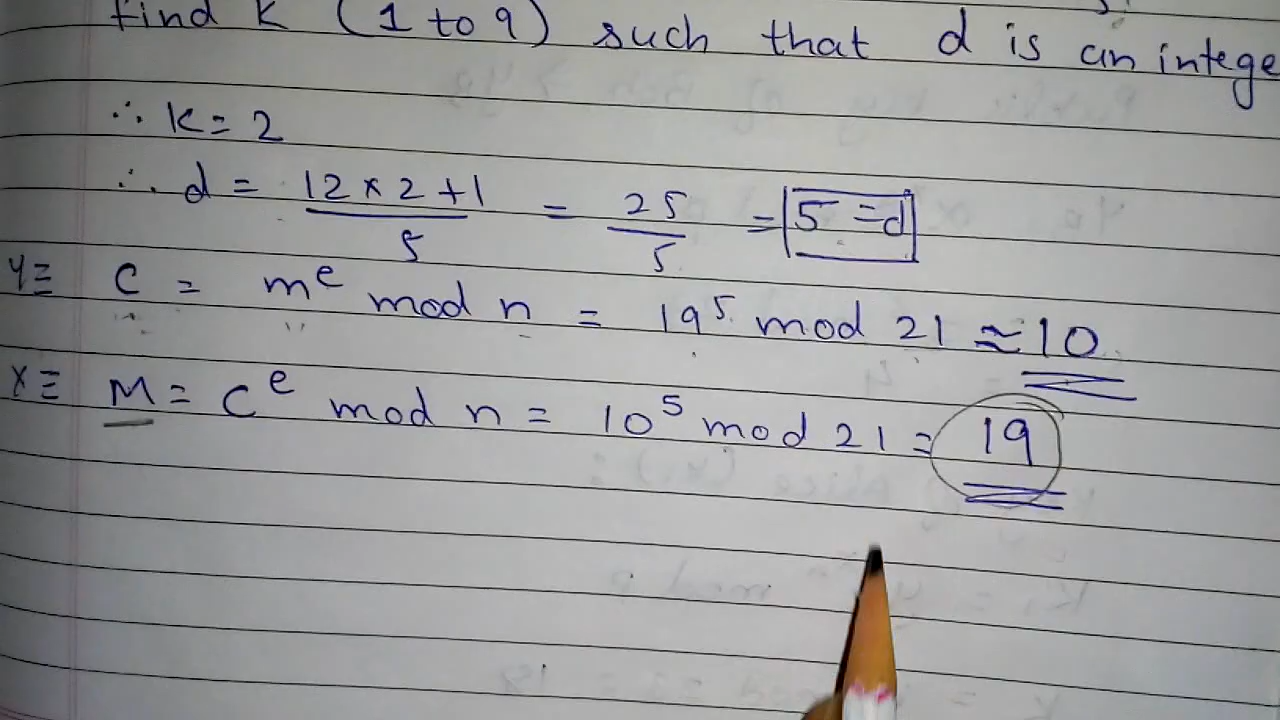 find k (1 to 9) such that d is an intege
∴ k = 2
∴ d = 12 × 2 + 1 / 5 = 25 / 5 = 5 = d
Y≡ C = m^e mod n = 19^5 mod 21 ≈ 10
X≡ M = C^e mod n = 10^5 mod 21 = 19